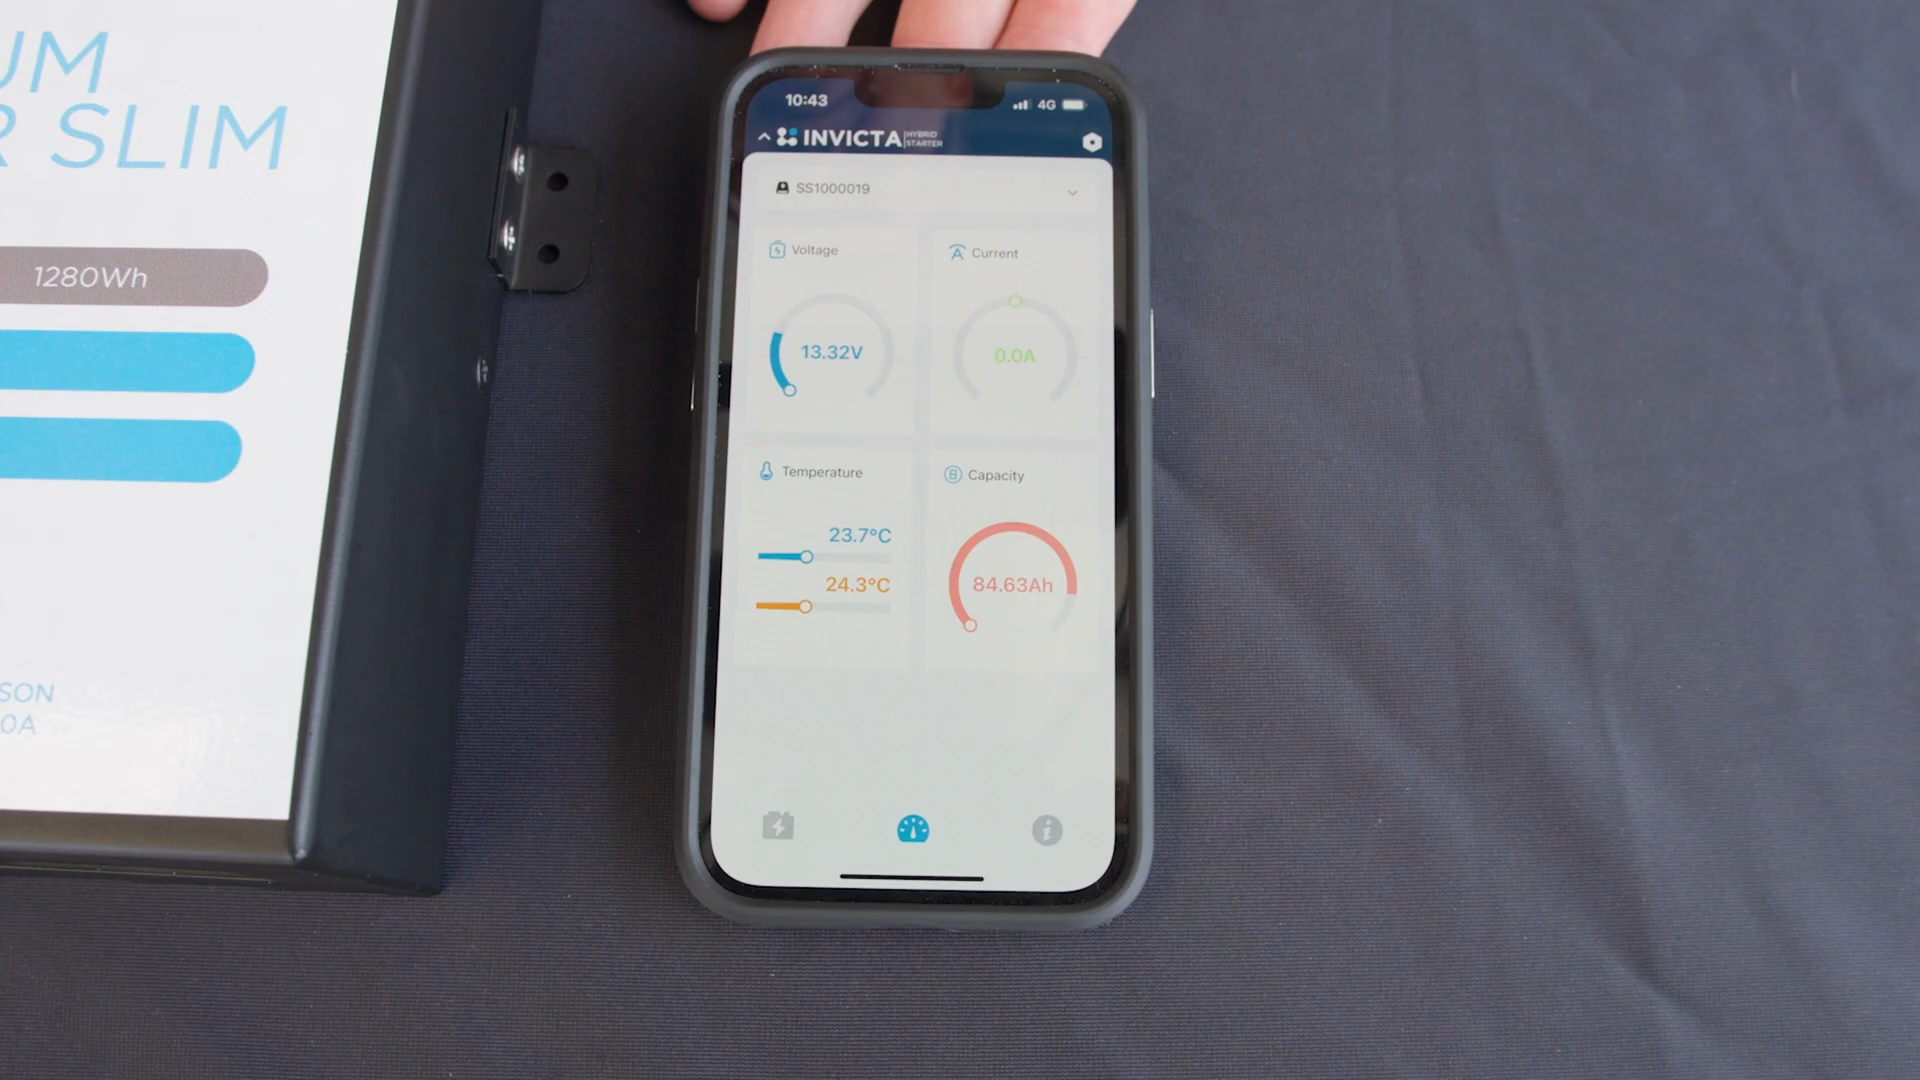 UM
R SLIM
1280Wh
SON
0A
10:43
4G
INVICTA
HYBRID
STARTER
SS1000019
Voltage
Current
13.32V
0.0A
Temperature
Capacity
23.7°C
24.3°C
84.63Ah